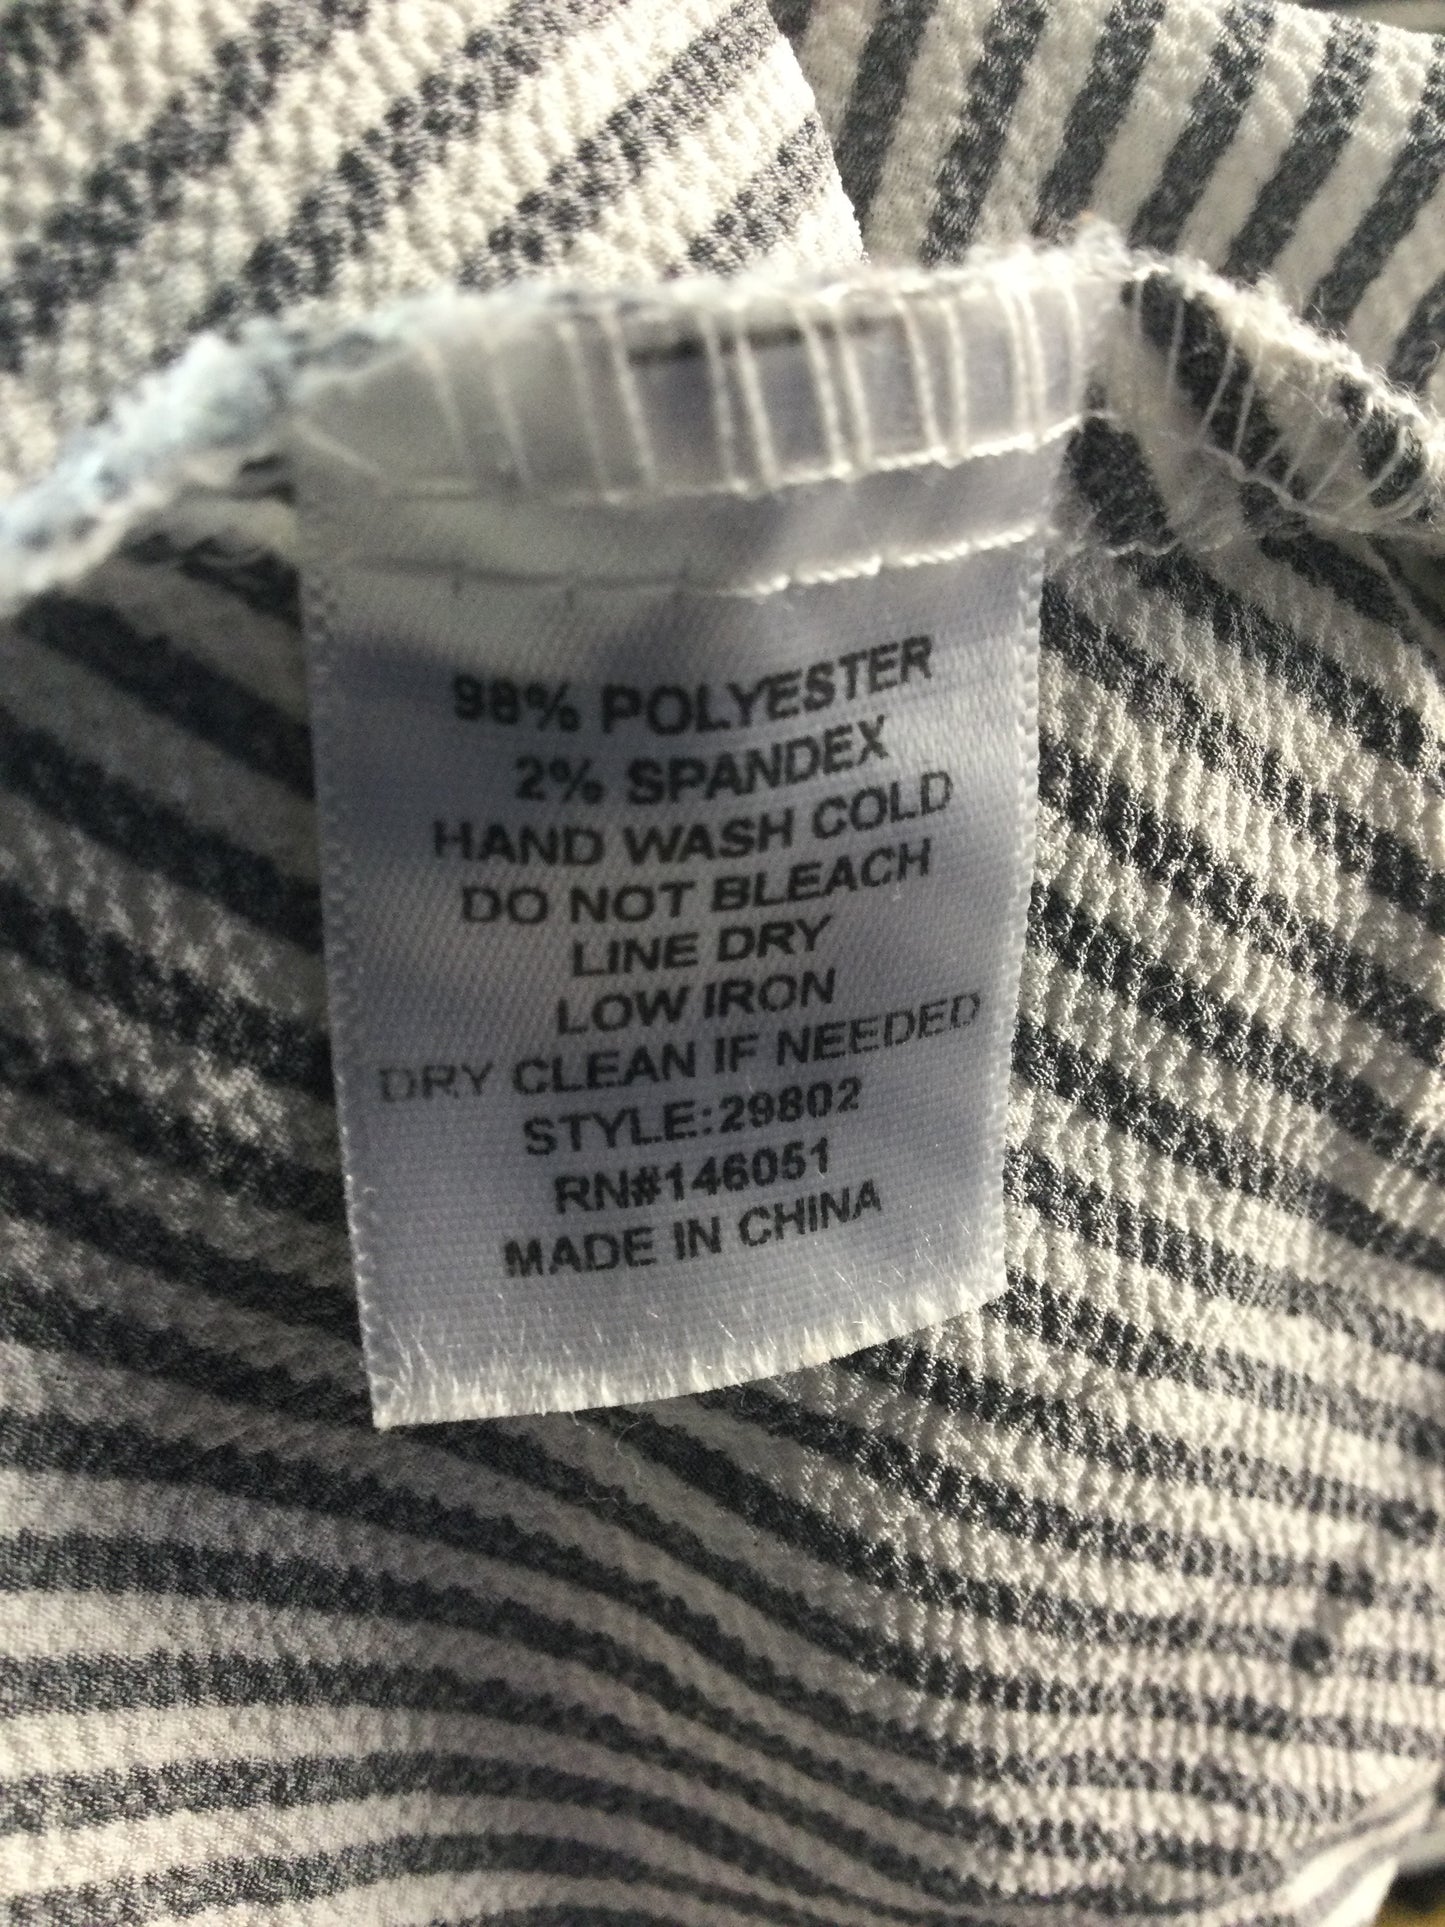 98% POLYESTER
2% SPANDEX
HAND WASH COLD
DO NOT BLEACH
LINE DRY
LOW IRON
DRY CLEAN IF NEEDED
STYLE:29802
RN#146051
MADE IN CHINA